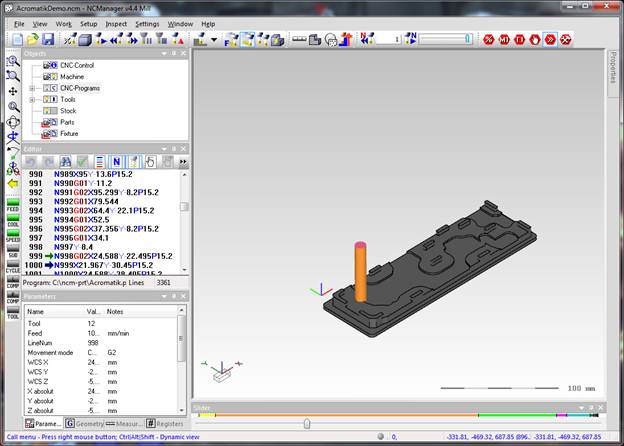 AcromatikDemo.ncm - NCManager v4.4 Mill
File View Work Setup Inspect Settings Window Help
Objects
CNC-Control
Machine
CNC-Programs
Tools
Stock
Parts
Fixture
Properties
Editor
990 N989X95Y-13.6P15.2
991 N990G01Y-11.2
992 N991G02X95.299Y-8.2P15.2
993 N992G01X79.544
994 N993G02X64.4Y-22.1P15.2
995 N994G01X52.5
996 N995G02X37.356Y-8.2P15.2
997 N996G01X34.1
998 N997Y-8.4
999 N998G02X24.588Y-22.495P15.2
1000 N999X21.967Y-30.45P15.2
FEED
COOL
SPEED
SUB
CYCLE
COMP
COMP
TOOL
Program: C:\ncm-prt\Acromatik.p Lines 3361
Parameters
Name Val... Notes
Tool 12
Feed 10... mm/min
LineNum 998
Movement mode C... G2
WCS X 24... mm
WCS Y -2... mm
WCS Z -5,... mm
X absolut 24... mm
Y absolut -2... mm
Z absolut -5,... mm
Parame... Geometry Measur... Registers
100 mm
Slider
Call menu - Press right mouse button; Ctrl|Alt|Shift - Dynamic view
0, -331.81, -469.32, 687.85 (896.. -331.81, -469.32, 687.85